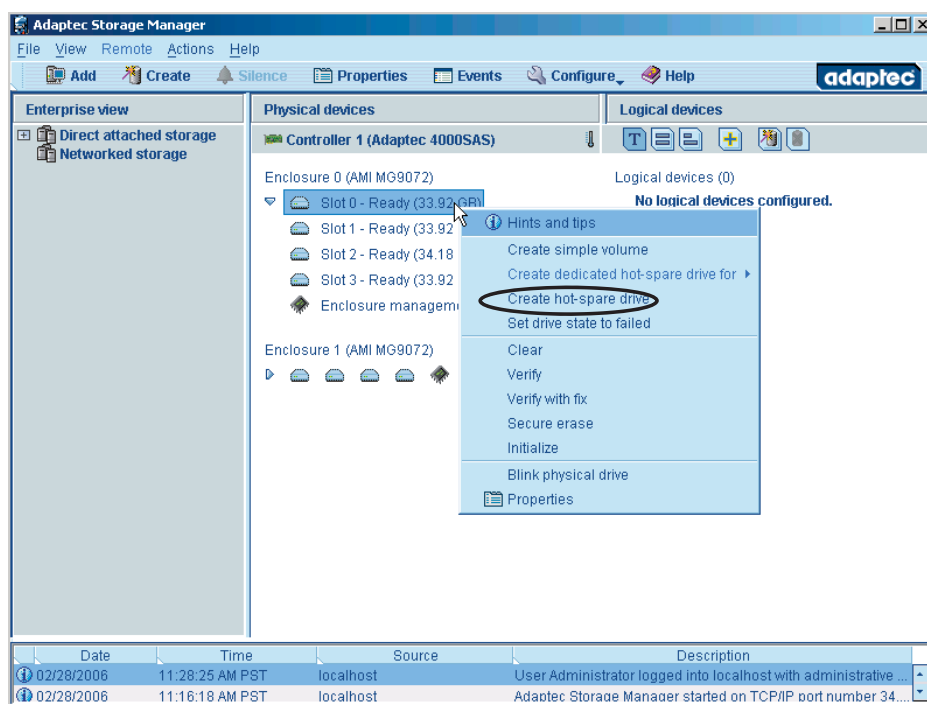 Adaptec Storage Manager
File View Remote Actions Help
Add Create Silence Properties Events Configure Help adaptec
Enterprise view
Direct attached storage
Networked storage
Physical devices
Controller 1 (Adaptec 4000SAS)
Enclosure 0 (AMI MG9072)
Slot 0 - Ready (33.92 GB)
Slot 1 - Ready (33.92
Slot 2 - Ready (34.18
Slot 3 - Ready (33.92
Enclosure managem
Enclosure 1 (AMI MG9072)
Logical devices
T
Logical devices (0)
No logical devices configured.
Hints and tips
Create simple volume
Create dedicated hot-spare drive for
Create hot-spare drive
Set drive state to failed
Clear
Verify
Verify with fix
Secure erase
Initialize
Blink physical drive
Properties
Date Time Source Description
02/28/2006 11:28:25 AM PST localhost User Administrator logged into localhost with administrative ...
02/28/2006 11:16:18 AM PST localhost Adaptec Storage Manager started on TCP/IP port number 34....